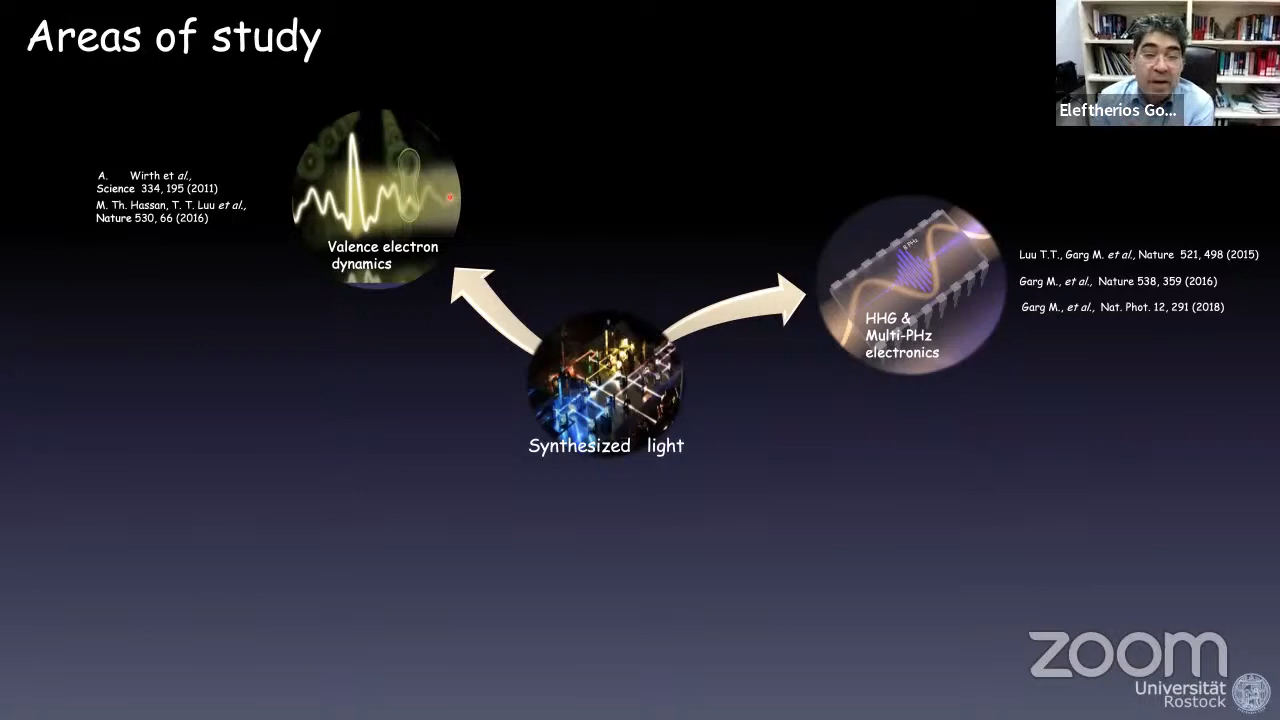 Areas of study
Eleftherios Go...
A. Wirth et al.,
Science 334, 195 (2011)
M. Th. Hassan, T. T. Luu et al.,
Nature 530, 66 (2016)
Valence electron
dynamics
8 PHz
HHG &
Multi-PHz
electronics
Luu T.T., Garg M. et al., Nature 521, 498 (2015)
Garg M., et al., Nature 538, 359 (2016)
Garg M., et al., Nat. Phot. 12, 291 (2018)
Synthesized light
zoom
Universität
Rostock